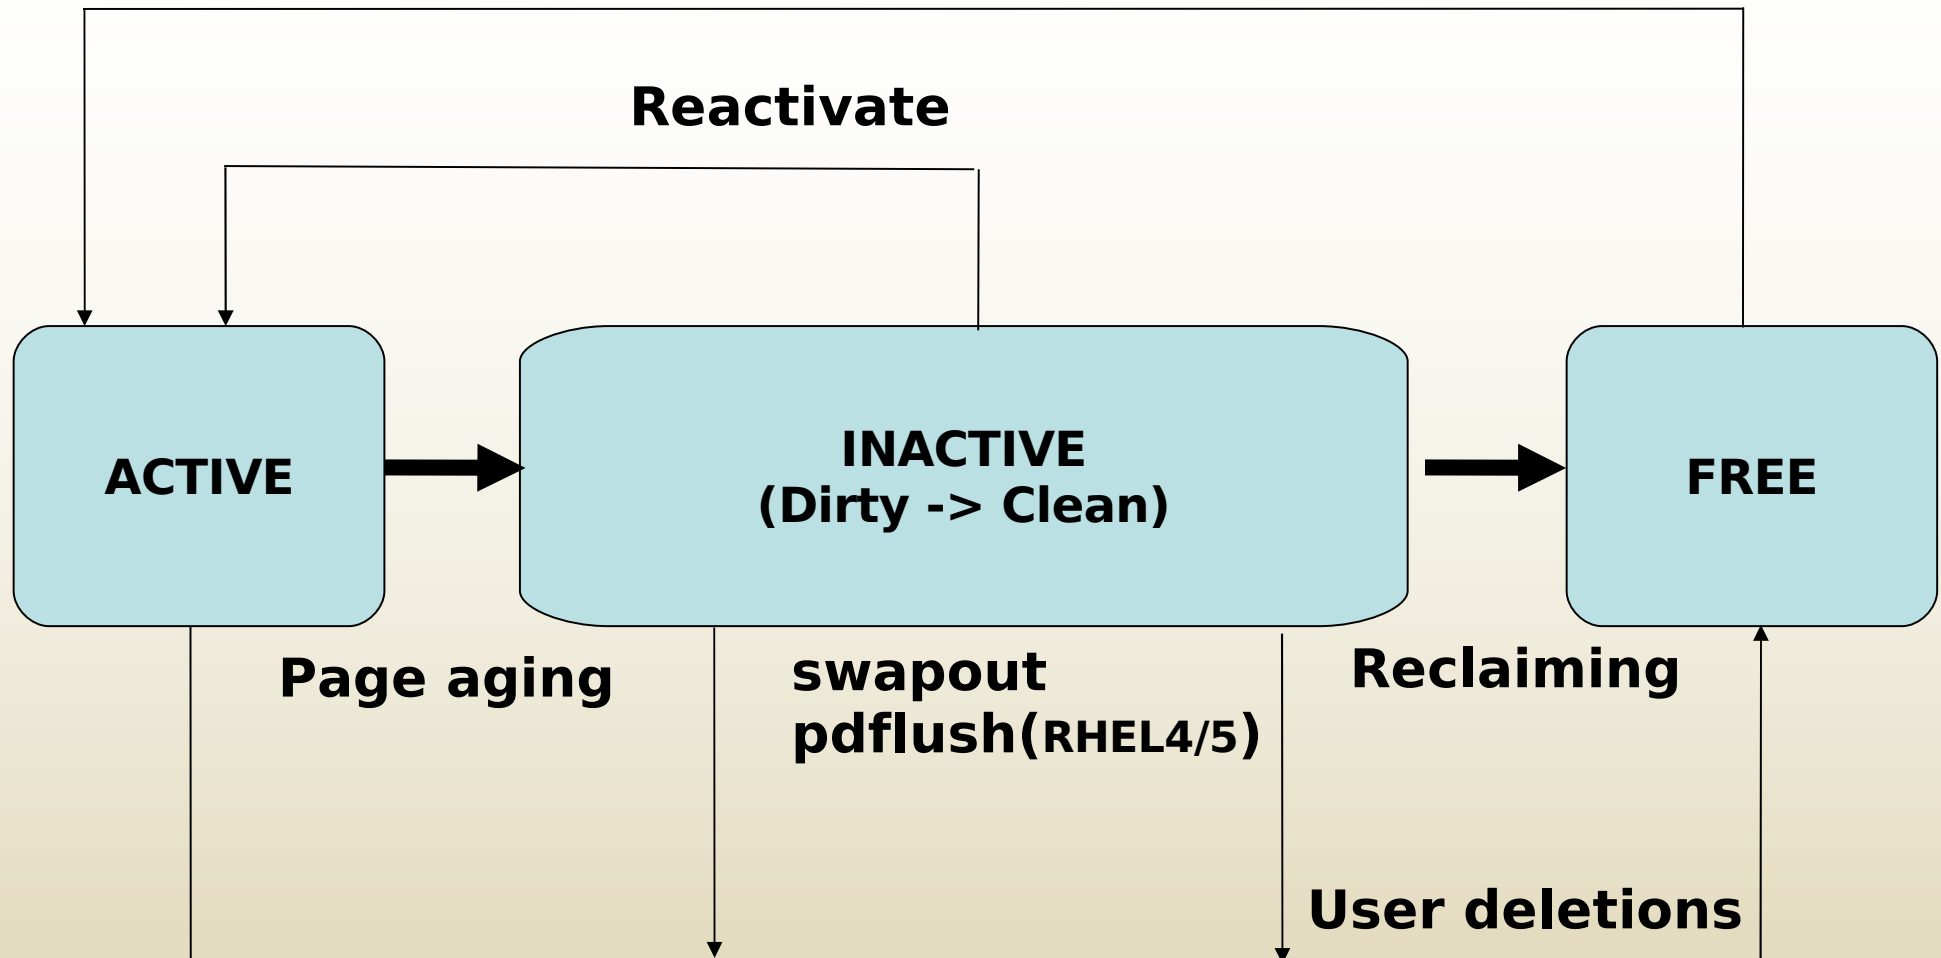 Reactivate
ACTIVE
INACTIVE
(Dirty -> Clean)
FREE
Page aging
swapout
pdflush(RHEL4/5)
Reclaiming
User deletions